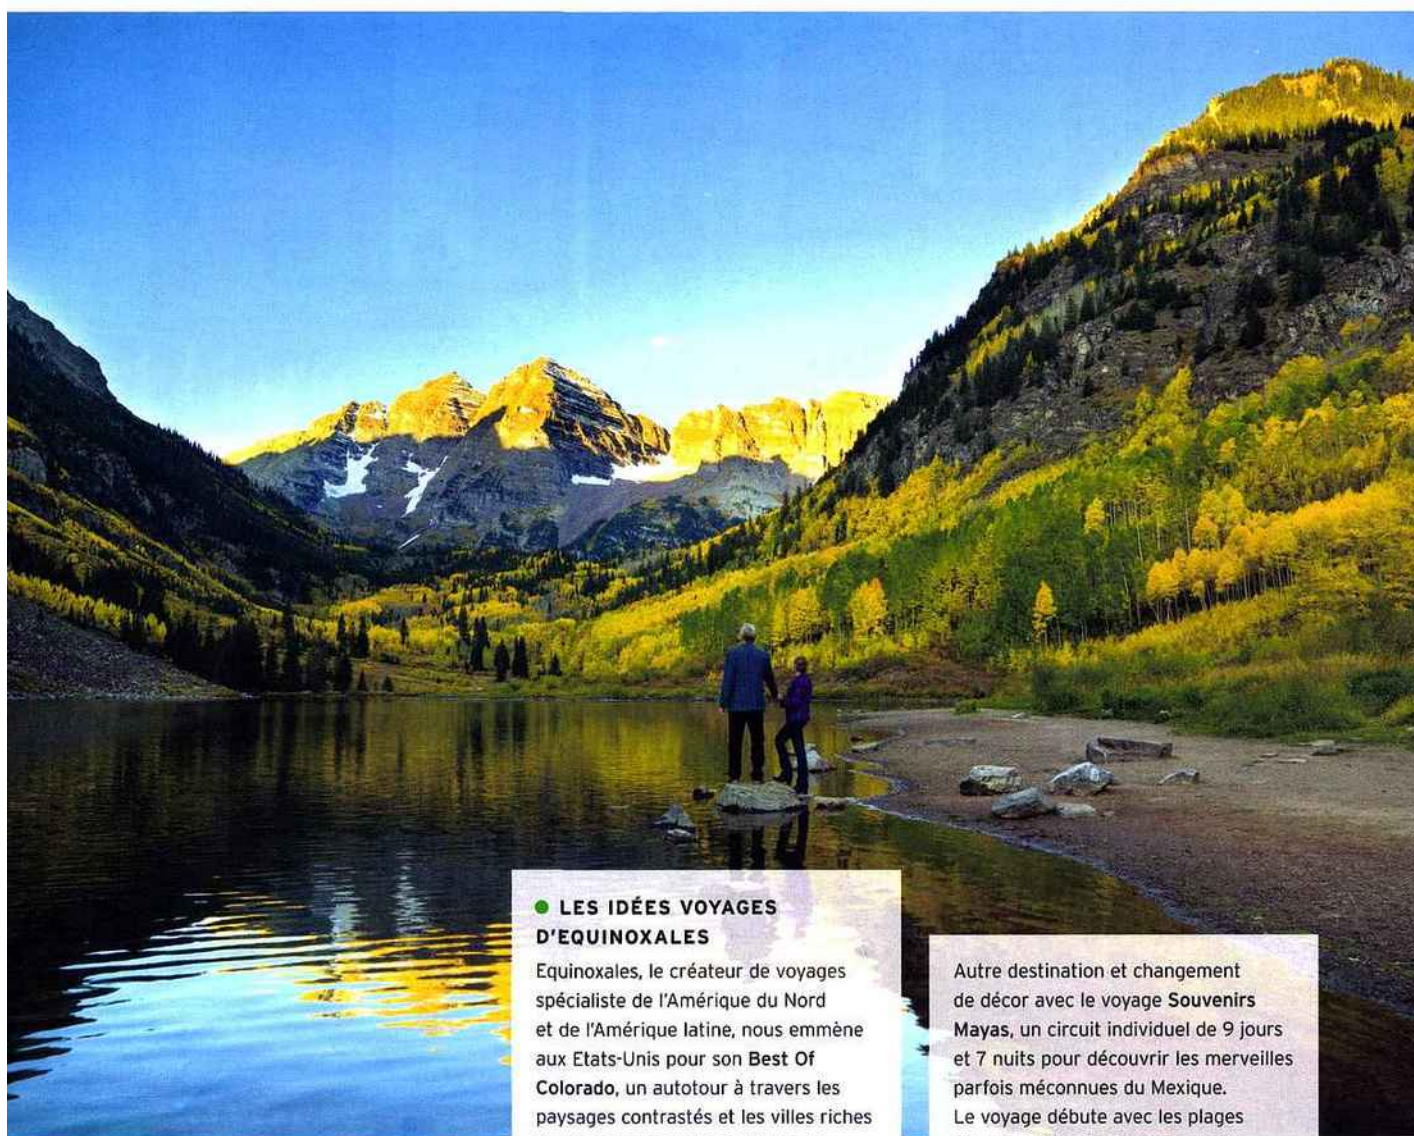 ● LES IDÉES VOYAGES
D'EQUINOXALES
Equinoxales, le créateur de voyages
spécialiste de l'Amérique du Nord
et de l'Amérique latine, nous emmène
aux Etats-Unis pour son Best Of
Colorado, un autotour à travers les
paysages contrastés et les villes riches
Autre destination et changement
de décor avec le voyage Souvenirs
Mayas, un circuit individuel de 9 jours
et 7 nuits pour découvrir les merveilles
parfois méconnues du Mexique.
Le voyage débute avec les plages